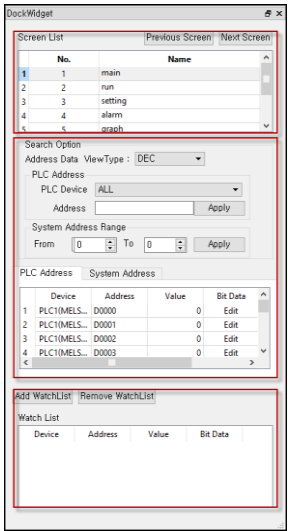 DockWidget
Screen List Previous Screen Next Screen
No. Name
1 1 main
2 2 run
3 3 setting
4 4 alarm
5 5 graph
Search Option
Address Data ViewType : DEC
PLC Address
PLC Device ALL
Address Apply
System Address Range
From 0 To 0 Apply
PLC Address System Address
Device Address Value Bit Data
1 PLC1(MELS... D0000 0 Edit
2 PLC1(MELS... D0001 0 Edit
3 PLC1(MELS... D0002 0 Edit
4 PLC1(MELS... D0003 0 Edit
Add WatchList Remove WatchList
Watch List
Device Address Value Bit Data